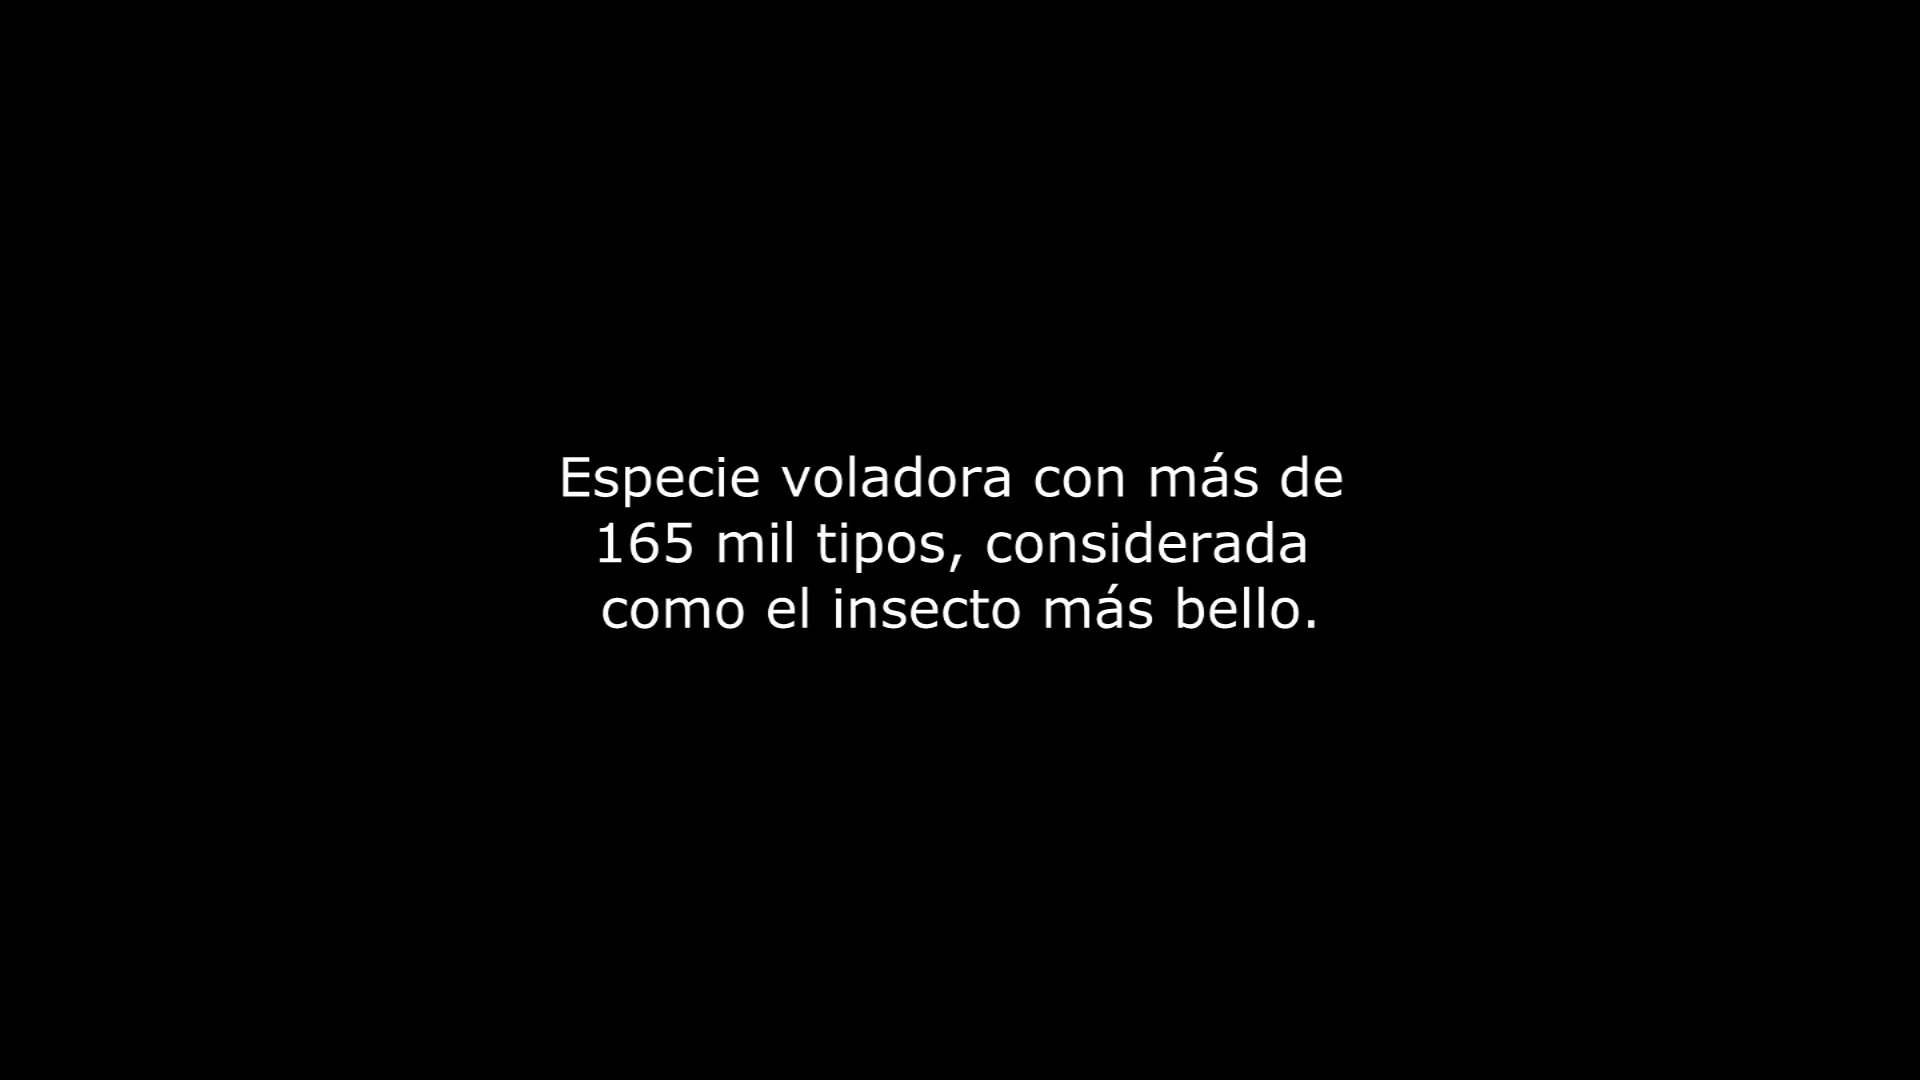 Especie voladora con más de
165 mil tipos, considerada
como el insecto más bello.